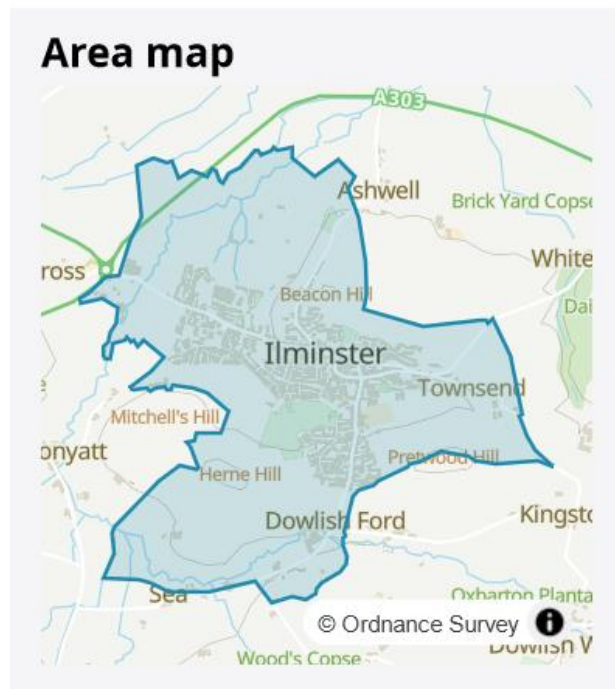 Area map
A303
Ashwell
Brick Yard Copse
ross
White
Beacon Hill
Dai
Ilminster
Townsend
Mitchell's Hill
onyatt
Pretwood Hill
Herne Hill
Dowlish Ford
Kingsto
Sea
Oxbarton Planta
© Ordnance Survey i
Dowlish W
Wood's Copse